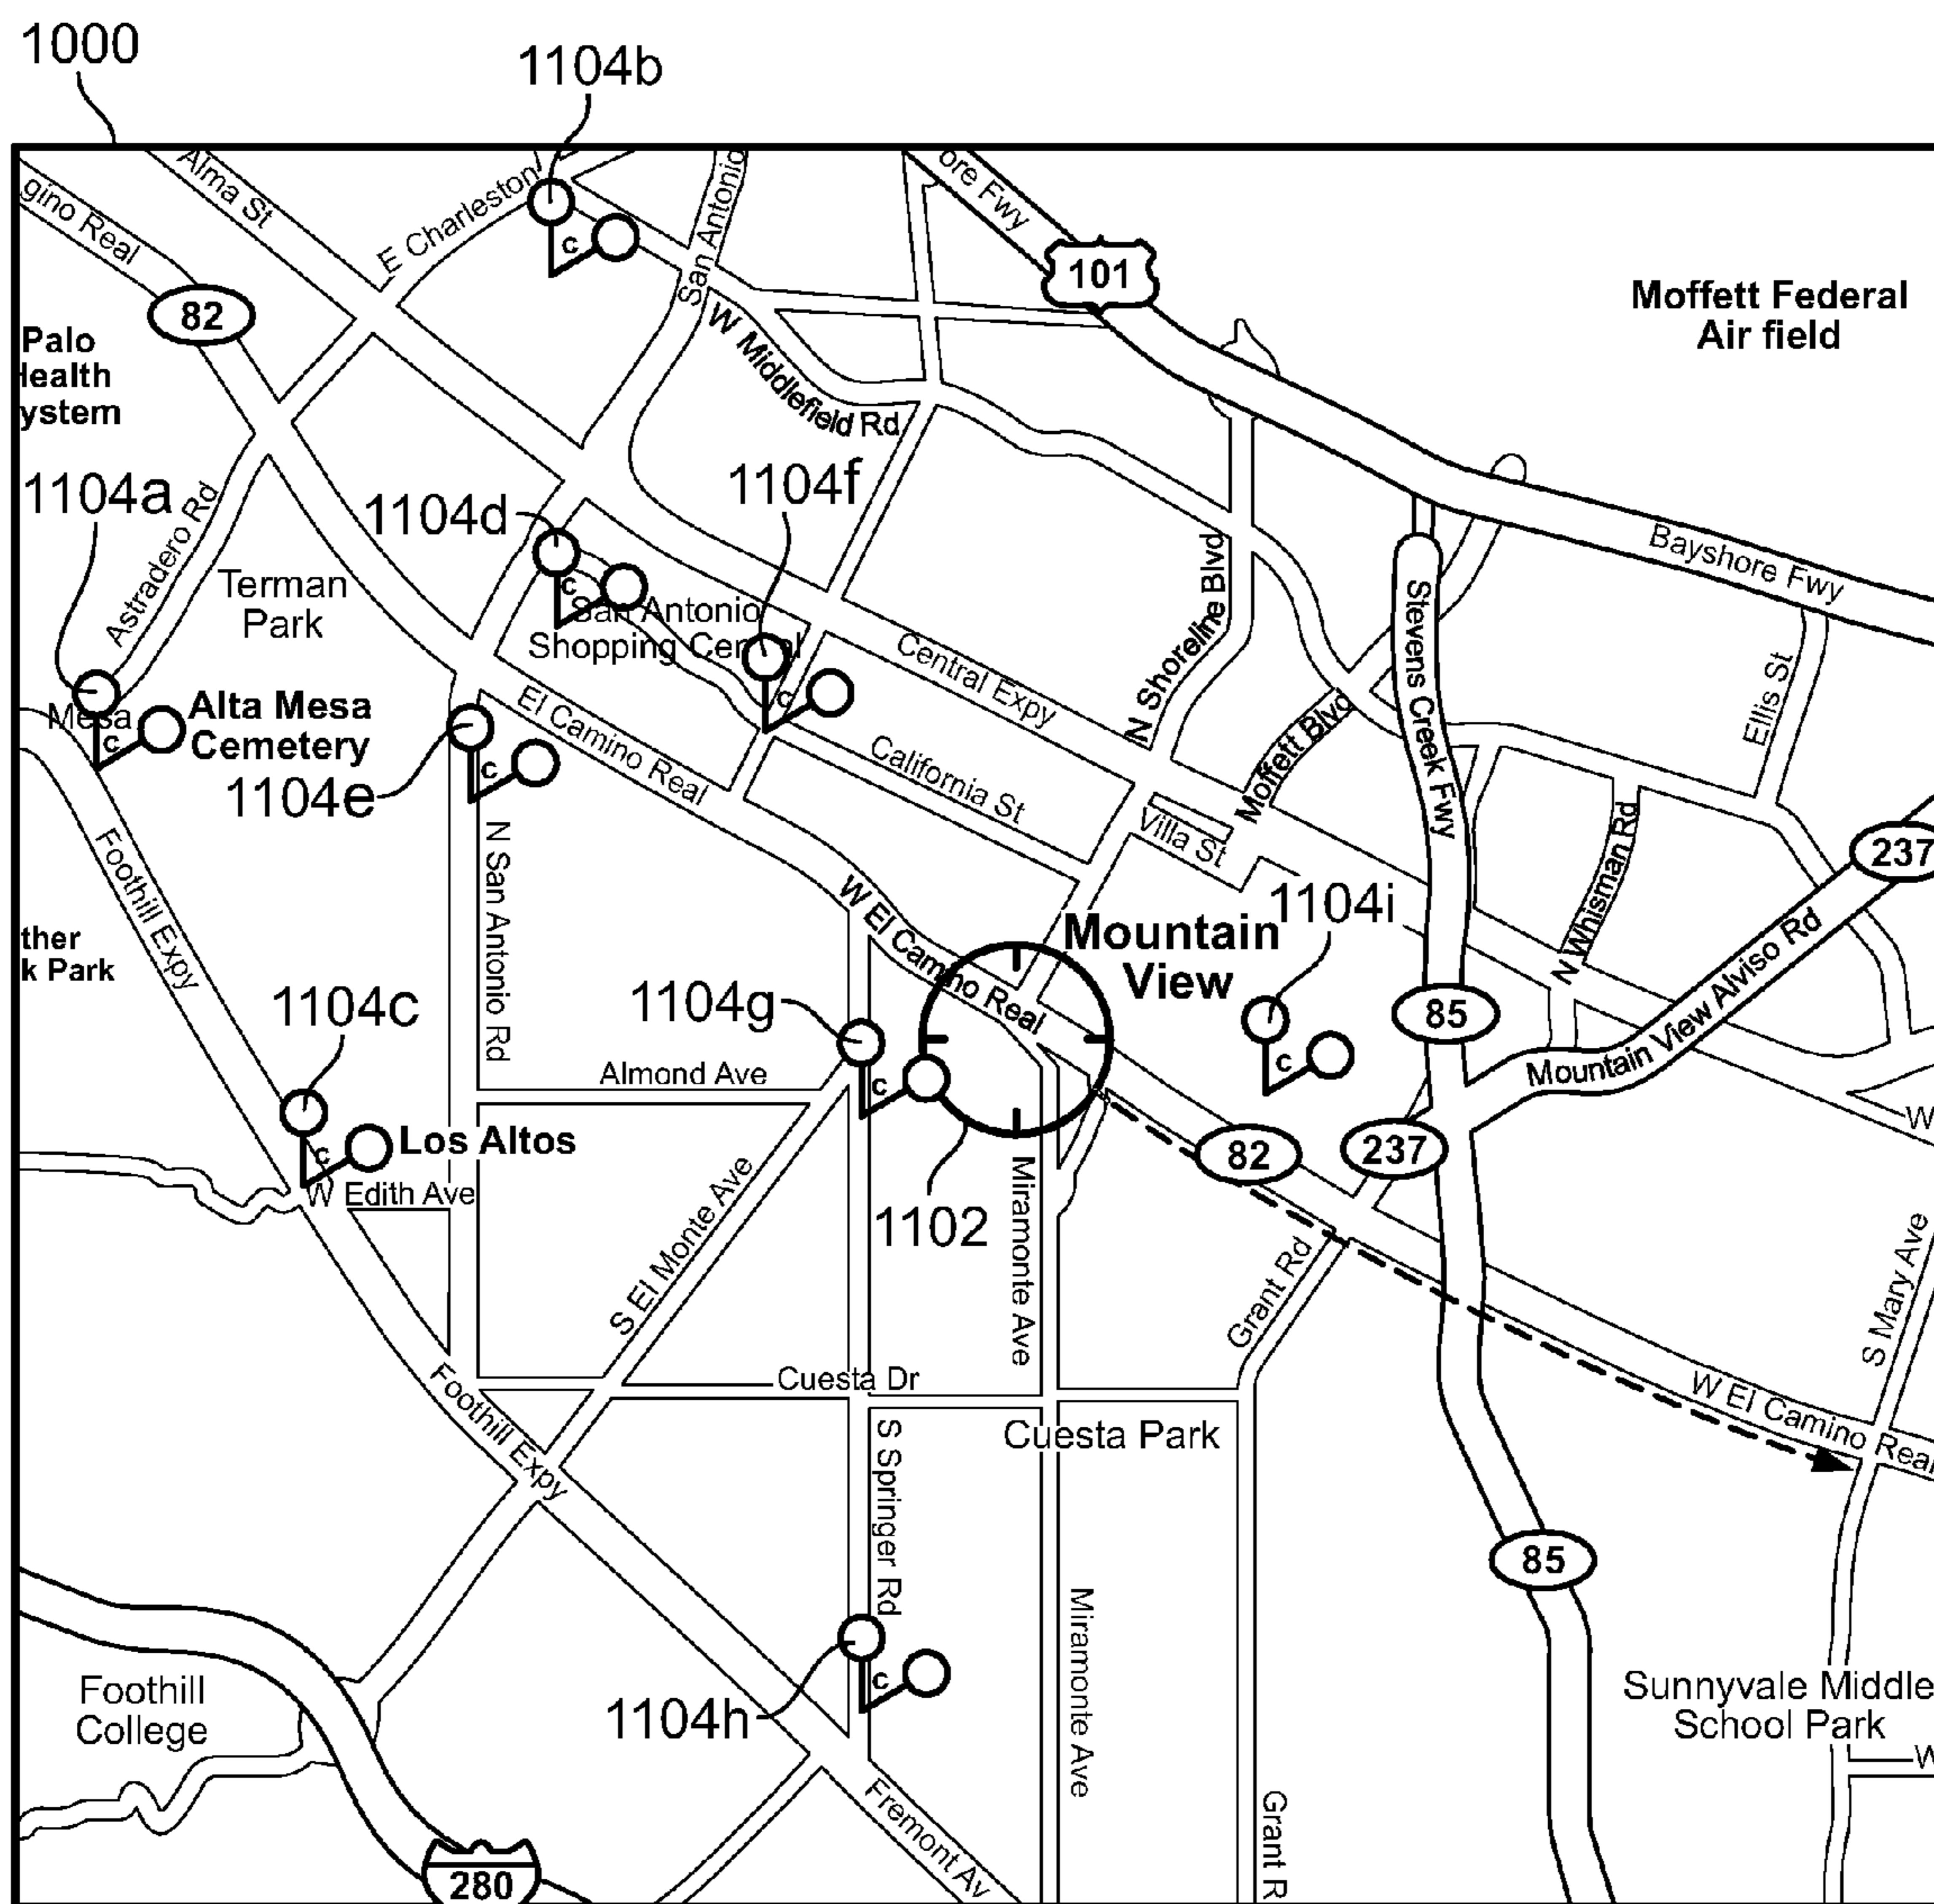 1000
1104b
gino Real
Alma St
E Charleston
San Antonio
ore Fwy
101
82
Moffett Federal
Air field
Palo
Health
ystem
W Middlefield Rd
1104a
1104d
1104f
Astradero Rd
Terman
Park
c
c
San Antonio
Shopping Cen al
Central Expy
N Shoreline Blvd
Stevens Creek Fwy
Bayshore Fwy
Ellis St
Mesa
c
Alta Mesa
Cemetery
1104e
c
El Camino Real
c
California St
Moffett Blvd
Villa St
N Whisman Rd
237
Foothill Expy
N San Antonio Rd
W El Camino Real
Mountain
View
1104i
c
85
Mountain View Alviso Rd
ther
k Park
1104c
1104g
c
Almond Ave
c
Los Altos
W Edith Ave
1102
82
237
W
S El Monte Ave
Miramonte Ave
Grant Rd
S Mary Ave
Cuesta Dr
Foothill Expy
Cuesta Park
W El Camino Real
S Springer Rd
85
1104h
c
Miramonte Ave
Foothill
College
Sunnyvale Middle
School Park
W
280
Fremont Av
Grant R